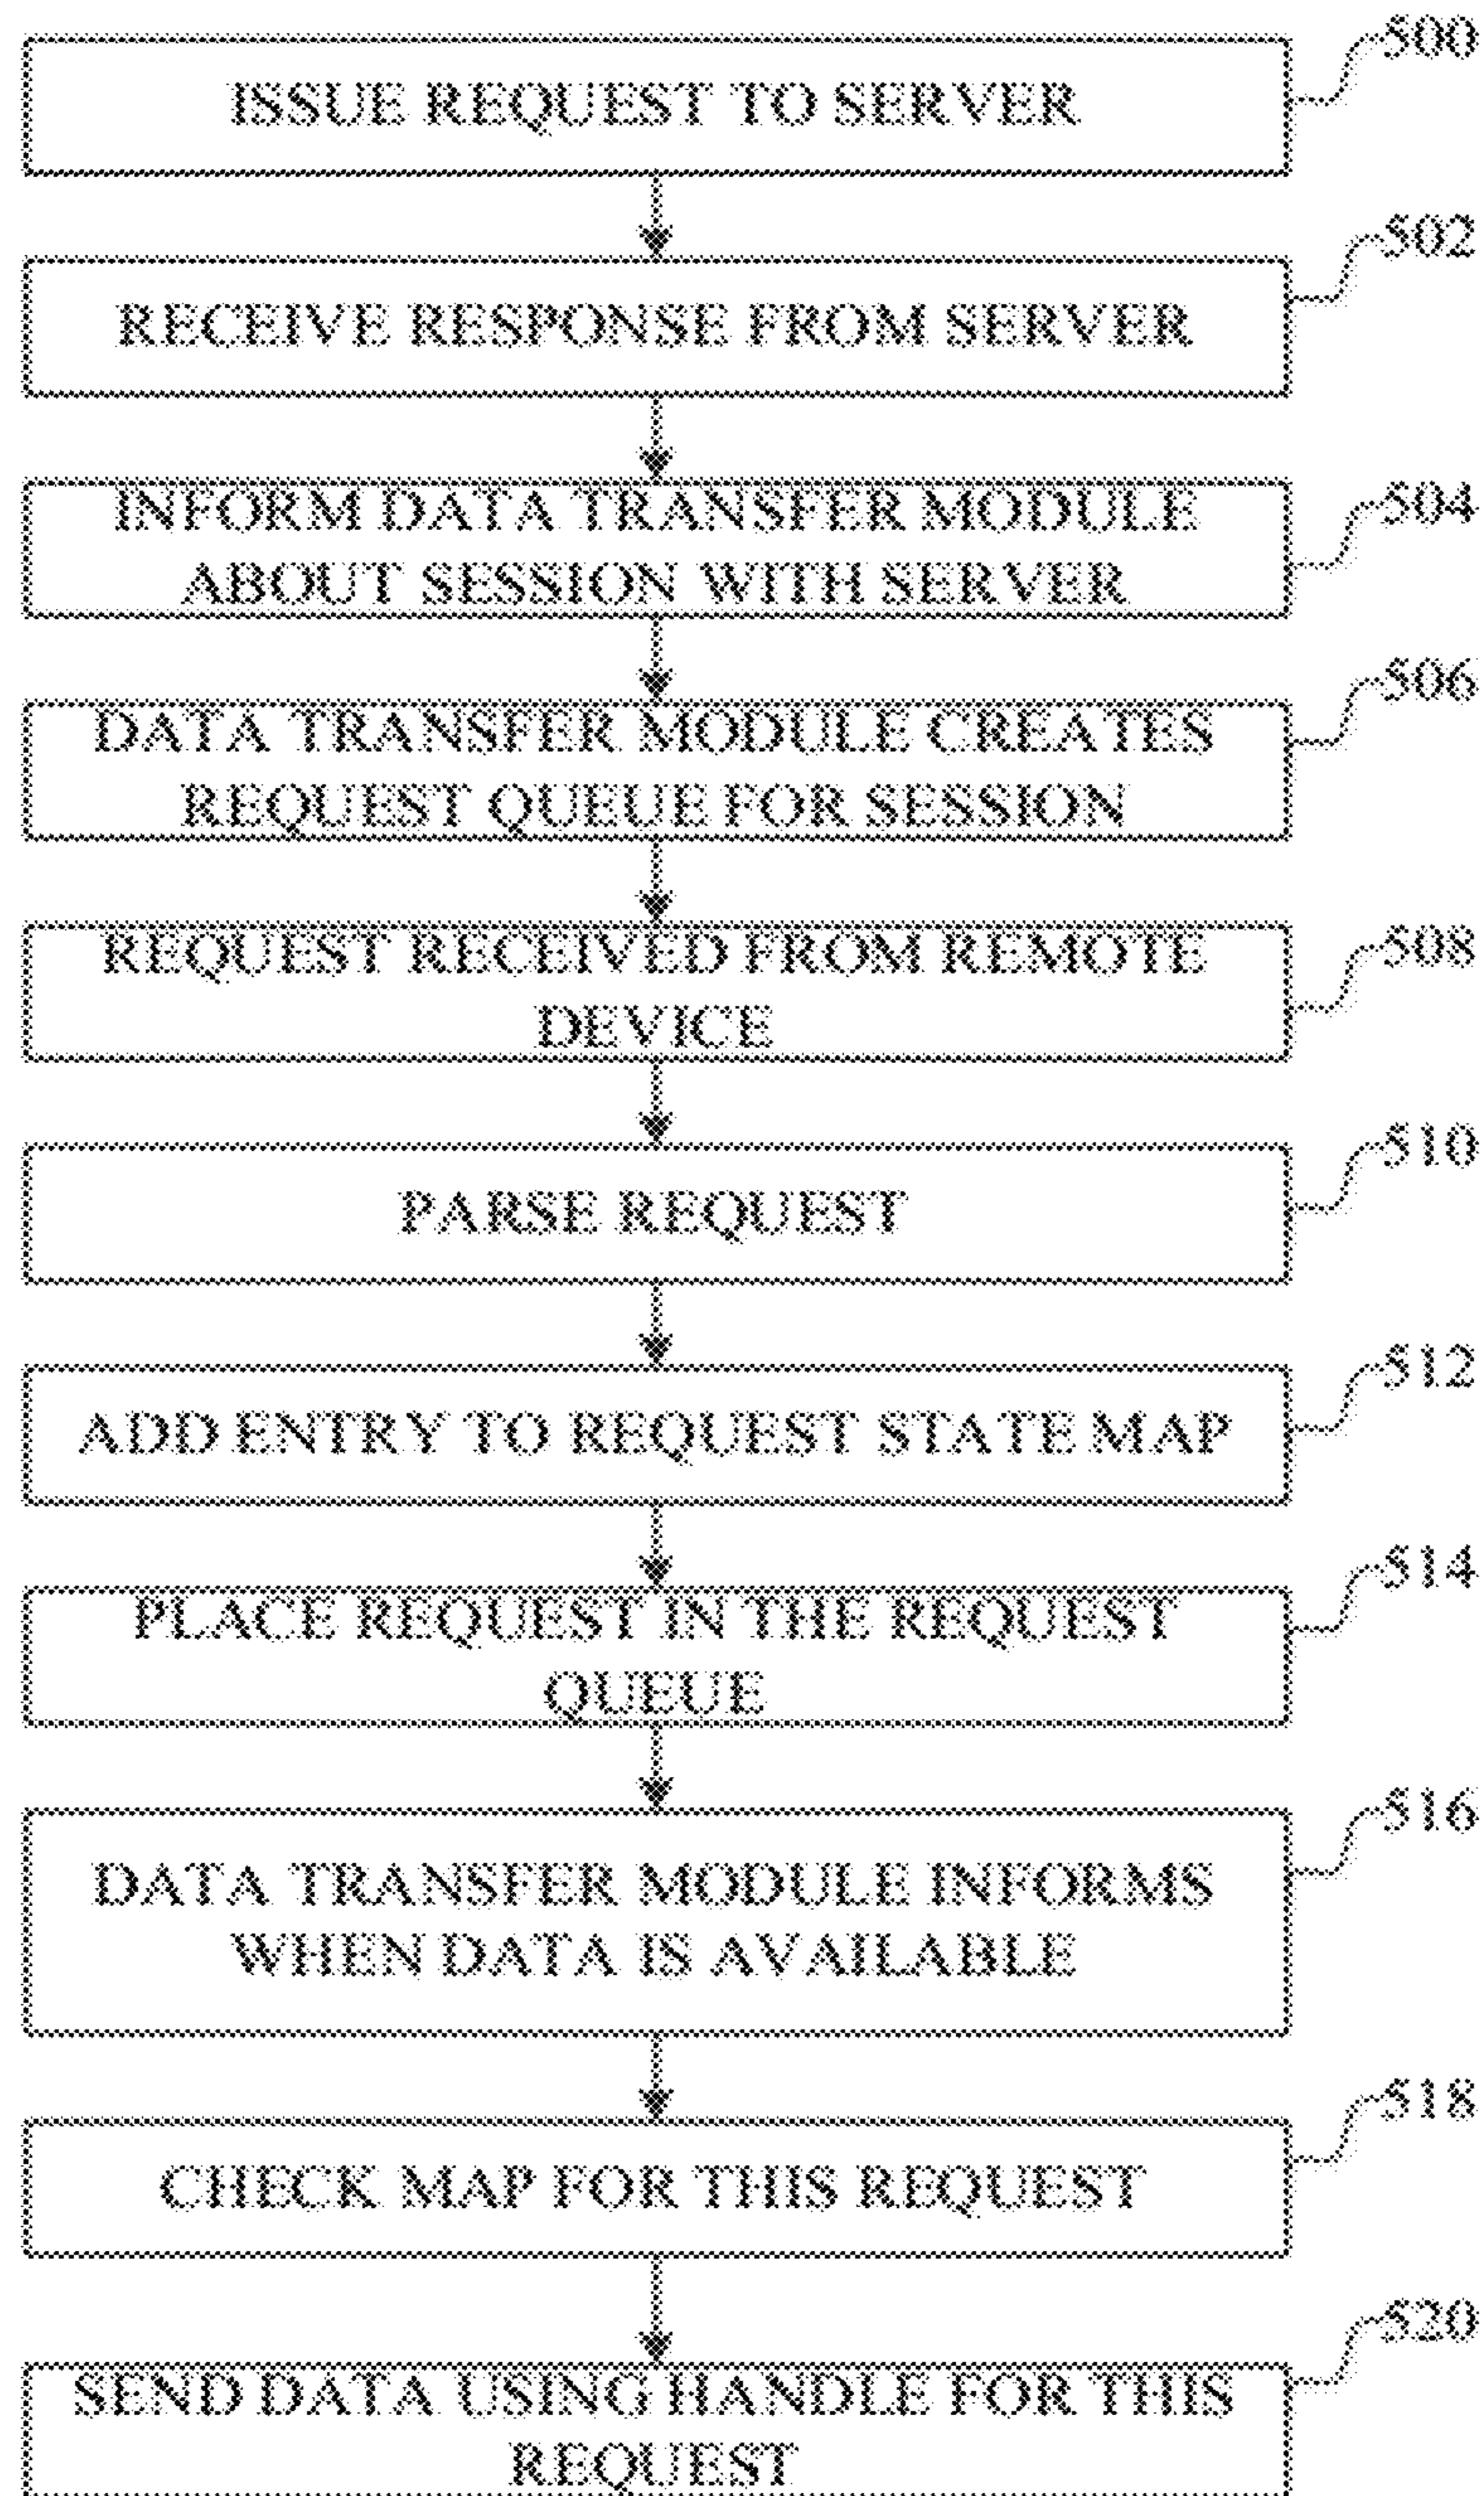 500
ISSUE REQUEST TO SERVER
502
RECEIVE RESPONSE FROM SERVER
504
INFORM DATA TRANSFER MODULE
ABOUT SESSION WITH SERVER
506
DATA TRANSFER MODULE CREATES
REQUEST QUEUE FOR SESSION
508
REQUEST RECEIVED FROM REMOTE
DEVICE
510
PARSE REQUEST
512
ADD ENTRY TO REQUEST STATE MAP
514
PLACE REQUEST IN THE REQUEST
QUEUE
516
DATA TRANSFER MODULE INFORMS
WHEN DATA IS AVAILABLE
518
CHECK MAP FOR THIS REQUEST
520
SEND DATA USING HANDLE FOR THIS
REQUEST